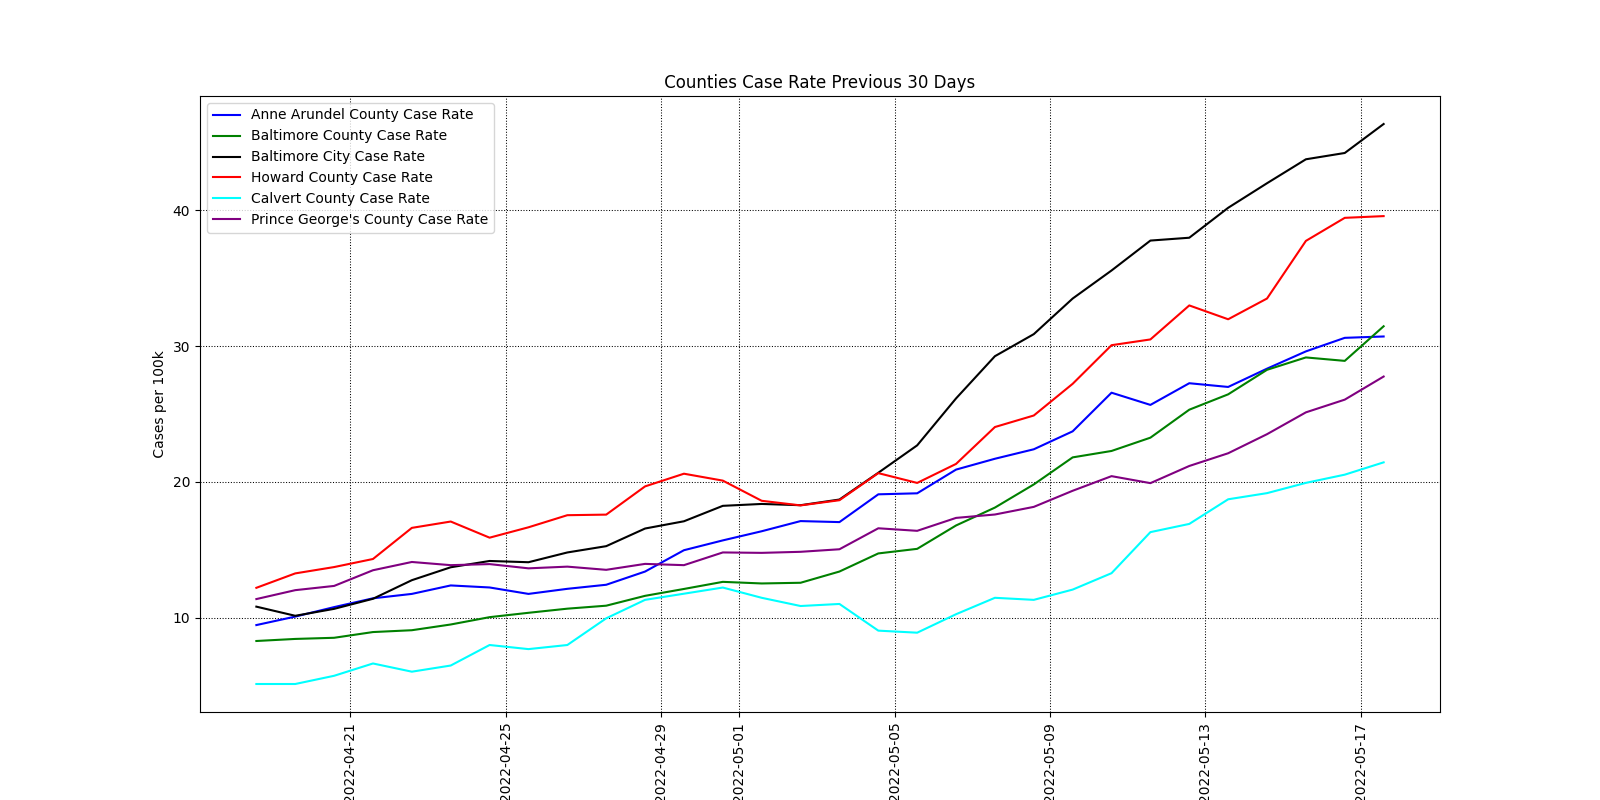 Counties Case Rate Previous 30 Days
Anne Arundel County Case Rate
Baltimore County Case Rate
Baltimore City Case Rate
Howard County Case Rate
Calvert County Case Rate
Prince George's County Case Rate
Cases per 100k
40
30
20
10
2022-04-21
2022-04-25
2022-04-29
2022-05-01
2022-05-05
2022-05-09
2022-05-13
2022-05-17